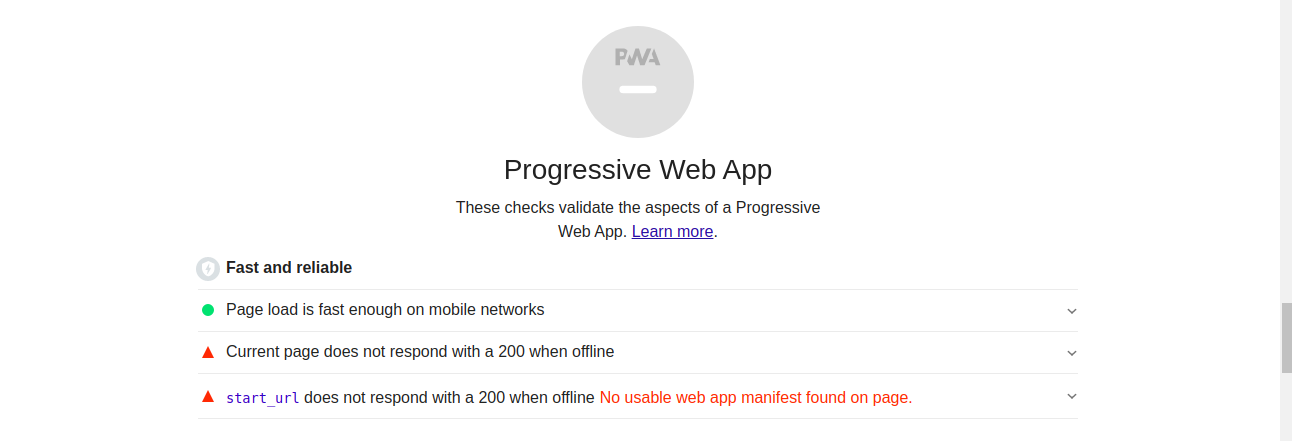 PWA
Progressive Web App
These checks validate the aspects of a Progressive
Web App. Learn more.
Fast and reliable
Page load is fast enough on mobile networks
Current page does not respond with a 200 when offline
start_url does not respond with a 200 when offline No usable web app manifest found on page.